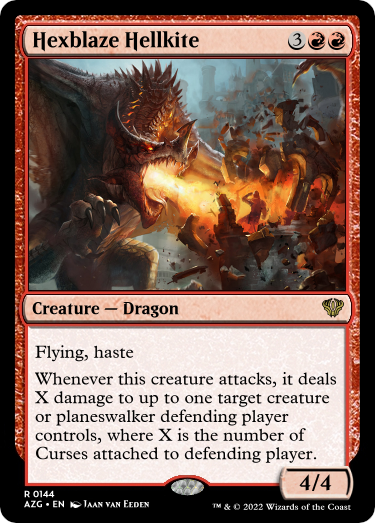 Hexblaze Hellkite 3
Creature — Dragon
Flying, haste
Whenever this creature attacks, it deals
X damage to up to one target creature
or planeswalker defending player
controls, where X is the number of
Curses attached to defending player.
4/4
R 0144
AZG • EN Jaan van Eeden
™ & © 2022 Wizards of the Coast